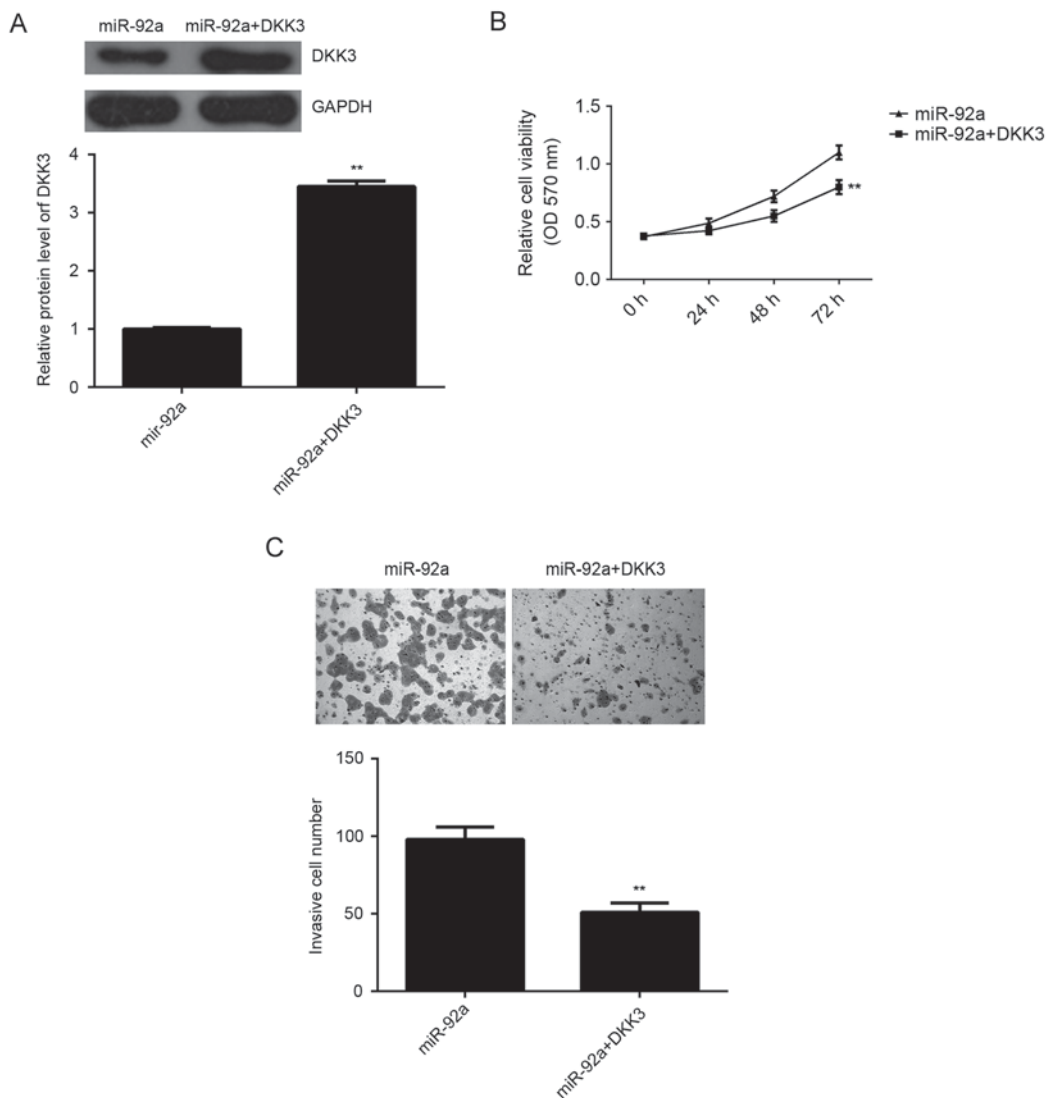 A
miR-92a miR-92a+DKK3
DKK3
GAPDH
Relative protein level orf DKK3
4
3
2
1
0
**
mir-92a
miR-92a+DKK3
B
Relative cell viability
(OD 570 nm)
1.5
1.0
0.5
0.0
miR-92a
miR-92a+DKK3
**
0 h
24 h
48 h
72 h
C
miR-92a miR-92a+DKK3
Invasive cell number
150
100
50
0
**
miR-92a
miR-92a+DKK3